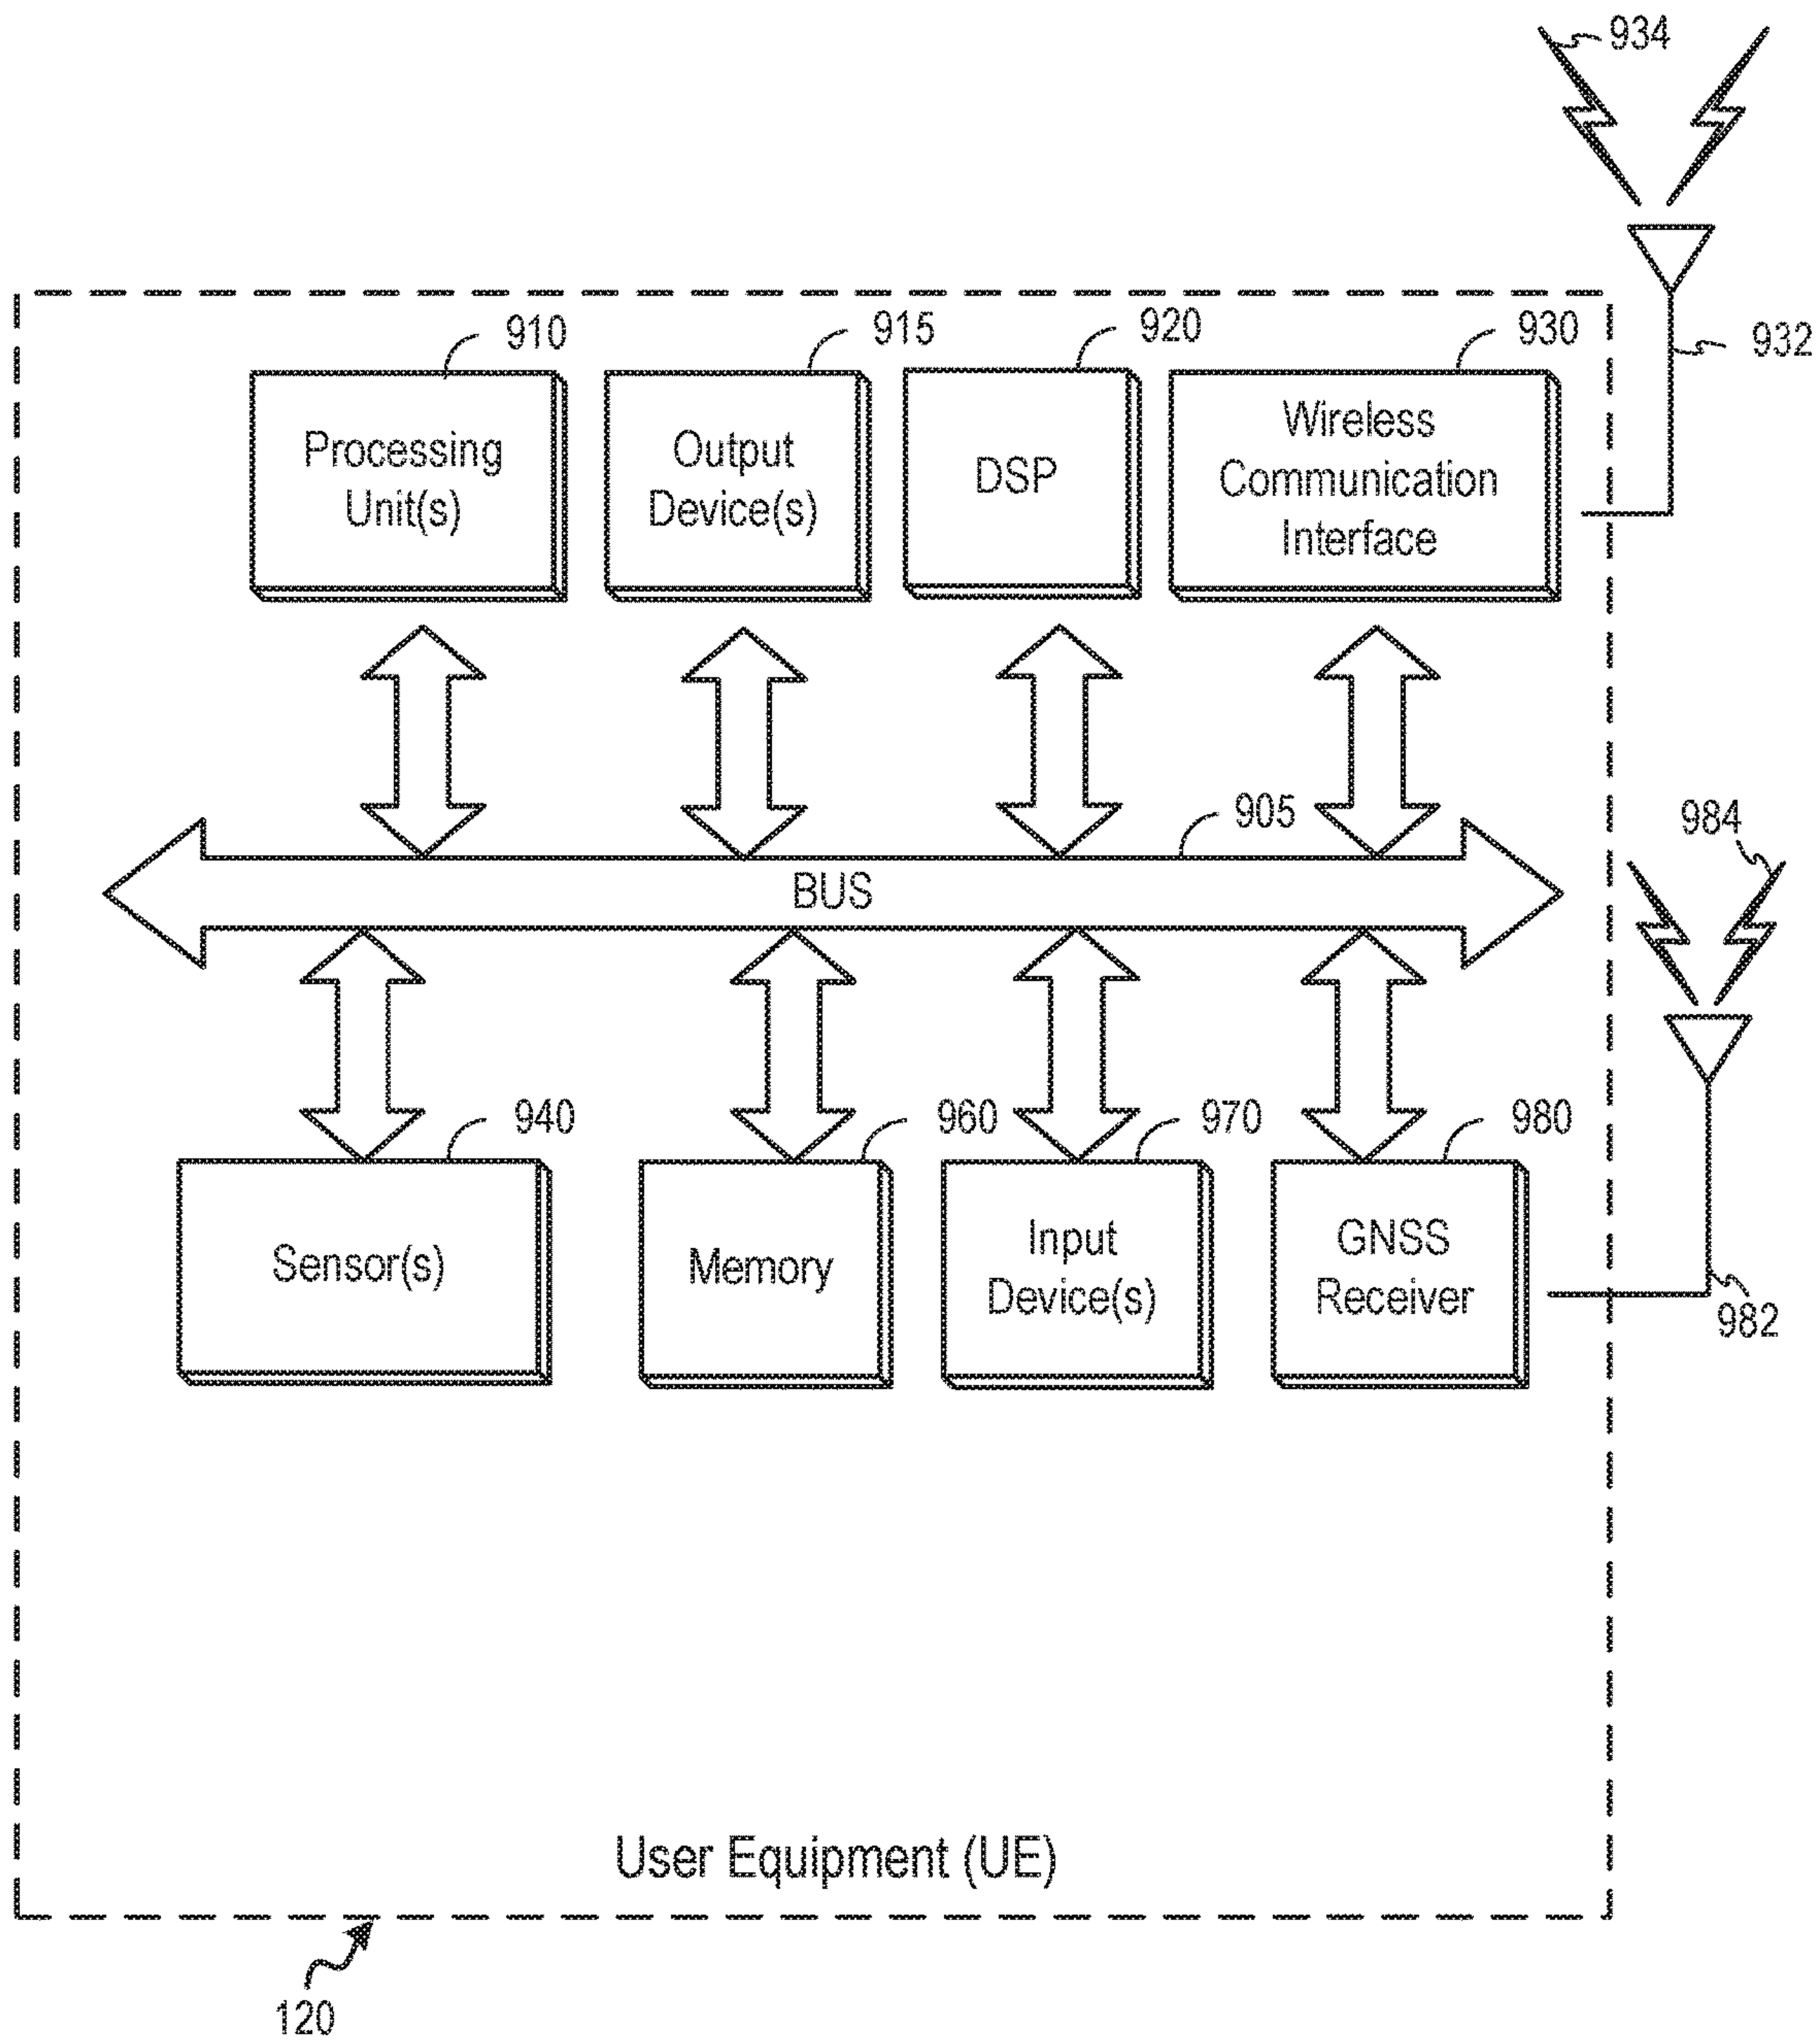 934
932
910
915
920
930
Processing
Unit(s)
Output
Device(s)
DSP
Wireless
Communication
Interface
905
BUS
984
940
960
970
980
Sensor(s)
Memory
Input
Device(s)
GNSS
Receiver
982
User Equipment (UE)
120